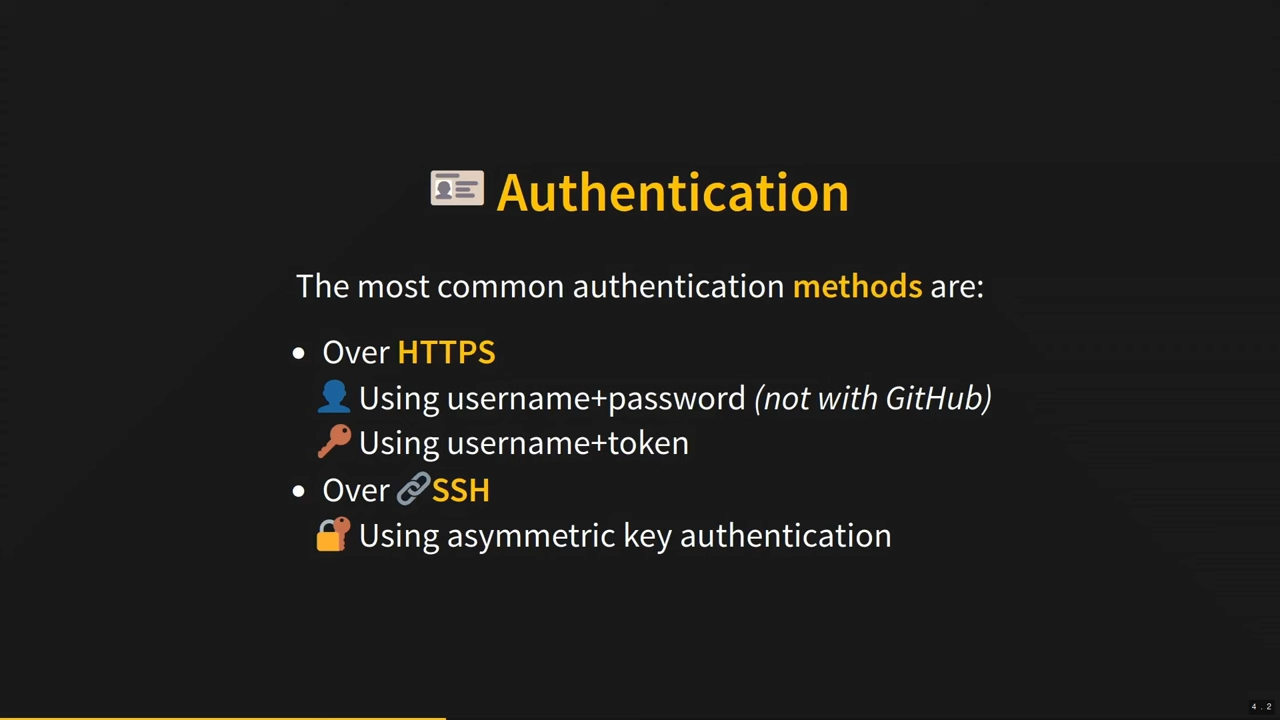 Authentication
The most common authentication methods are:
Over HTTPS
Using username+password (not with GitHub)
Using username+token
Over SSH
Using asymmetric key authentication
4.2